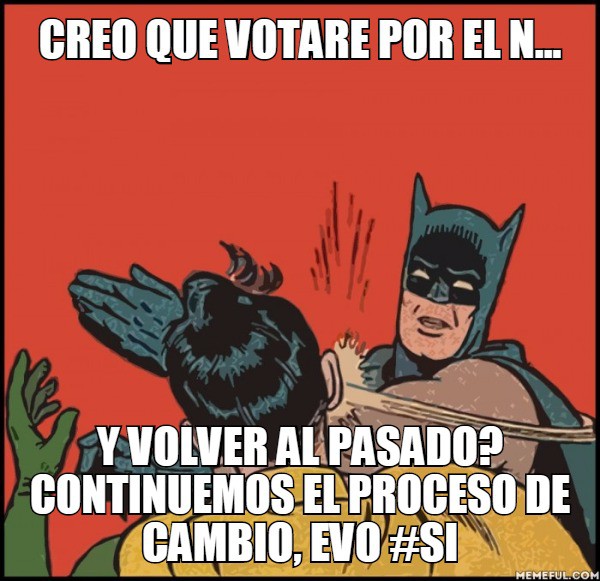 CREO QUE VOTARE POR EL N...
Y VOLVER AL PASADO?
CONTINUEMOS EL PROCESO DE
CAMBIO, EVO #SI
MEMEFUL.COM